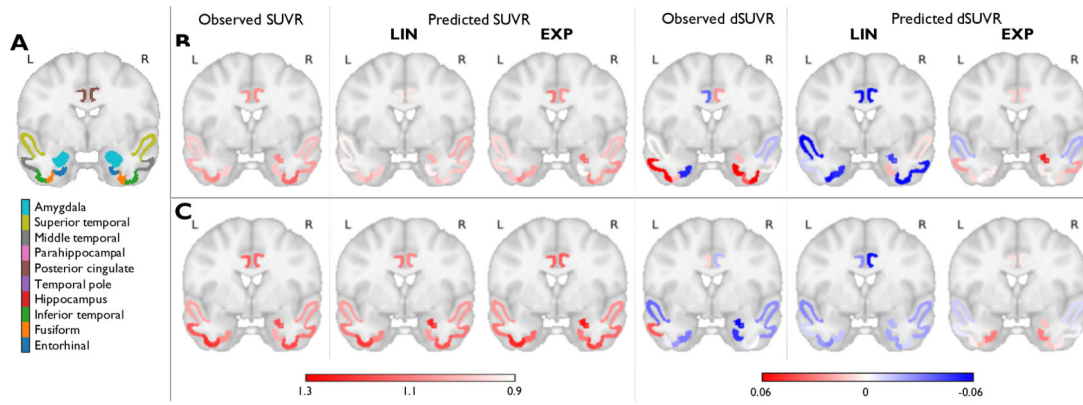 Observed SUVR
Predicted SUVR
Observed dSUVR
Predicted dSUVR
LIN
EXP
LIN
EXP
A
L
R
B
L
R
L
R
L
R
C
L
R
L
R
L
R
Amygdala
Superior temporal
Middle temporal
Parahippocampal
Posterior cingulate
Temporal pole
Hippocampus
Inferior temporal
Fusiform
Entorhinal
1.3
1.1
0.9
0.06
0
-0.06